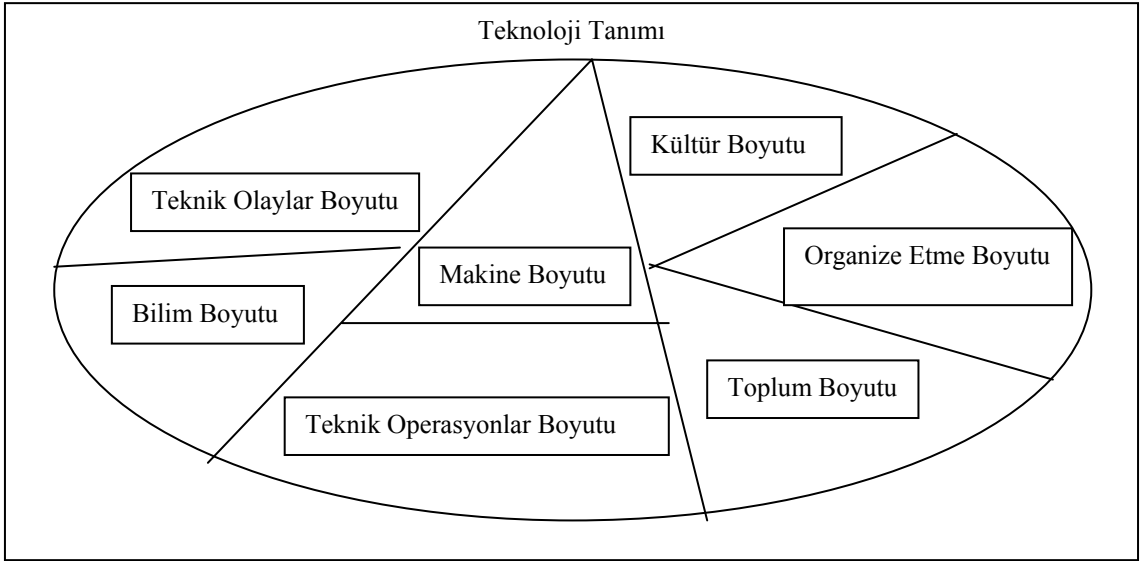 Teknoloji Tanımı
Kültür Boyutu
Teknik Olaylar Boyutu
Organize Etme Boyutu
Makine Boyutu
Bilim Boyutu
Toplum Boyutu
Teknik Operasyonlar Boyutu